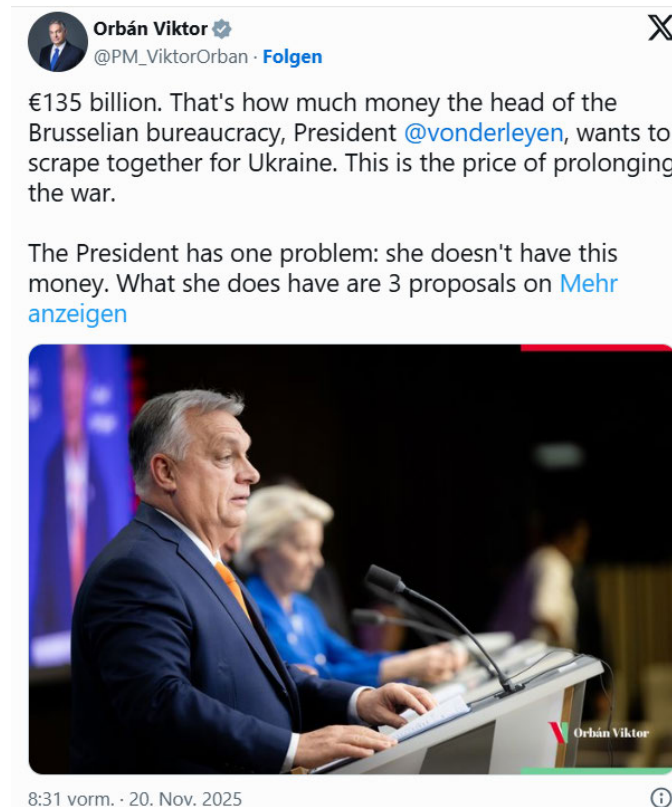 Orbán Viktor
@PM_ViktorOrban · Folgen
€135 billion. That's how much money the head of the
Brusselian bureaucracy, President @vonderleyen, wants to
scrape together for Ukraine. This is the price of prolonging
the war.
The President has one problem: she doesn't have this
money. What she does have are 3 proposals on Mehr
anzeigen
Orbán Viktor
8:31 vorm. · 20. Nov. 2025